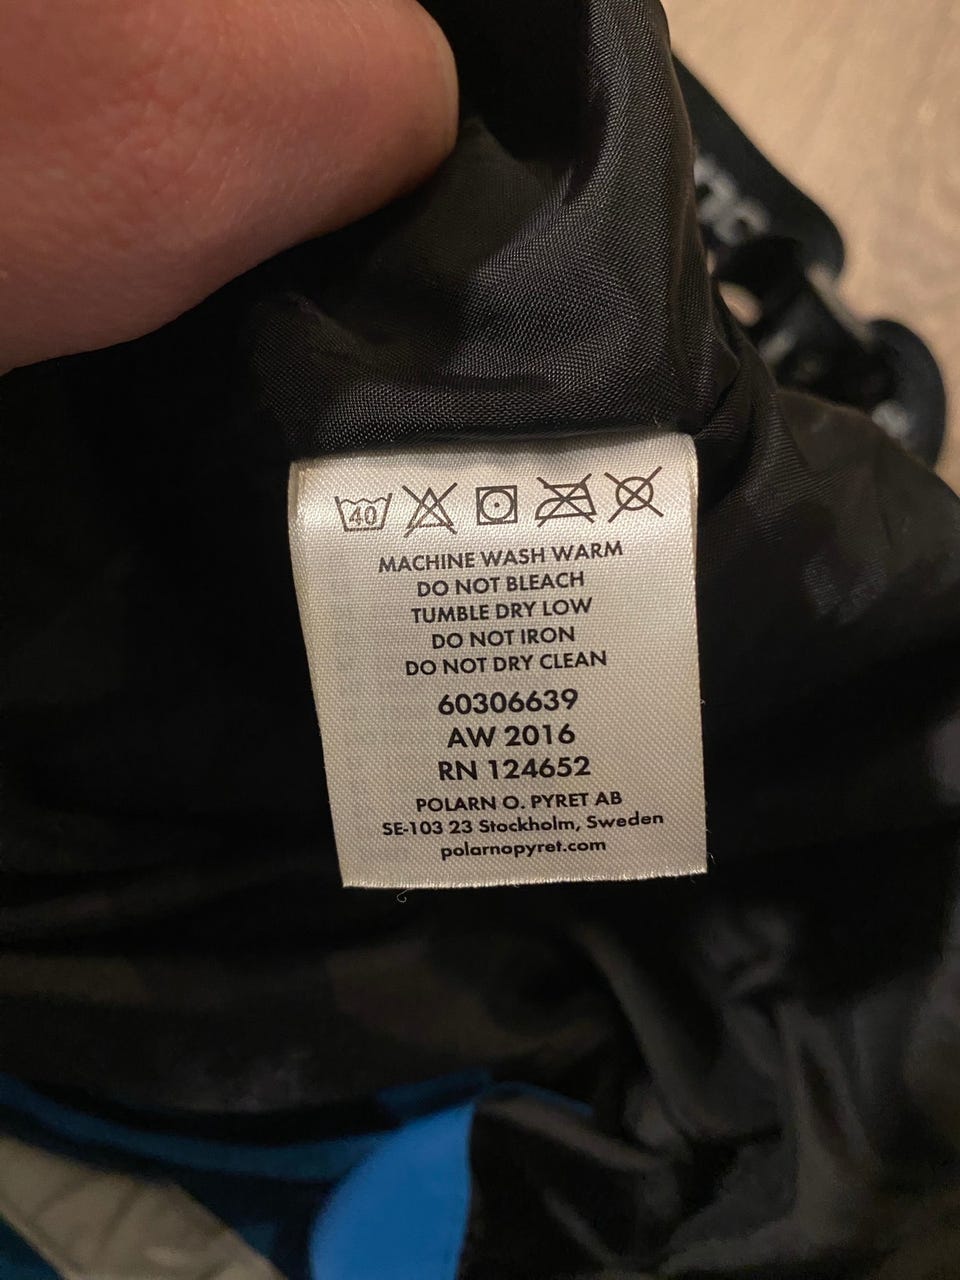 40
MACHINE WASH WARM
DO NOT BLEACH
TUMBLE DRY LOW
DO NOT IRON
DO NOT DRY CLEAN
60306639
AW 2016
RN 124652
POLARN O. PYRET AB
SE-103 23 Stockholm, Sweden
polarnopyret.com